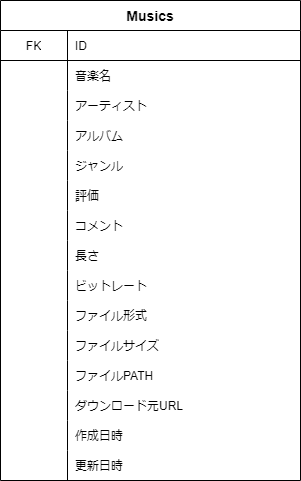 Musics
FK ID
音楽名
アーティスト
アルバム
ジャンル
評価
コメント
長さ
ビットレート
ファイル形式
ファイルサイズ
ファイルPATH
ダウンロード元URL
作成日時
更新日時